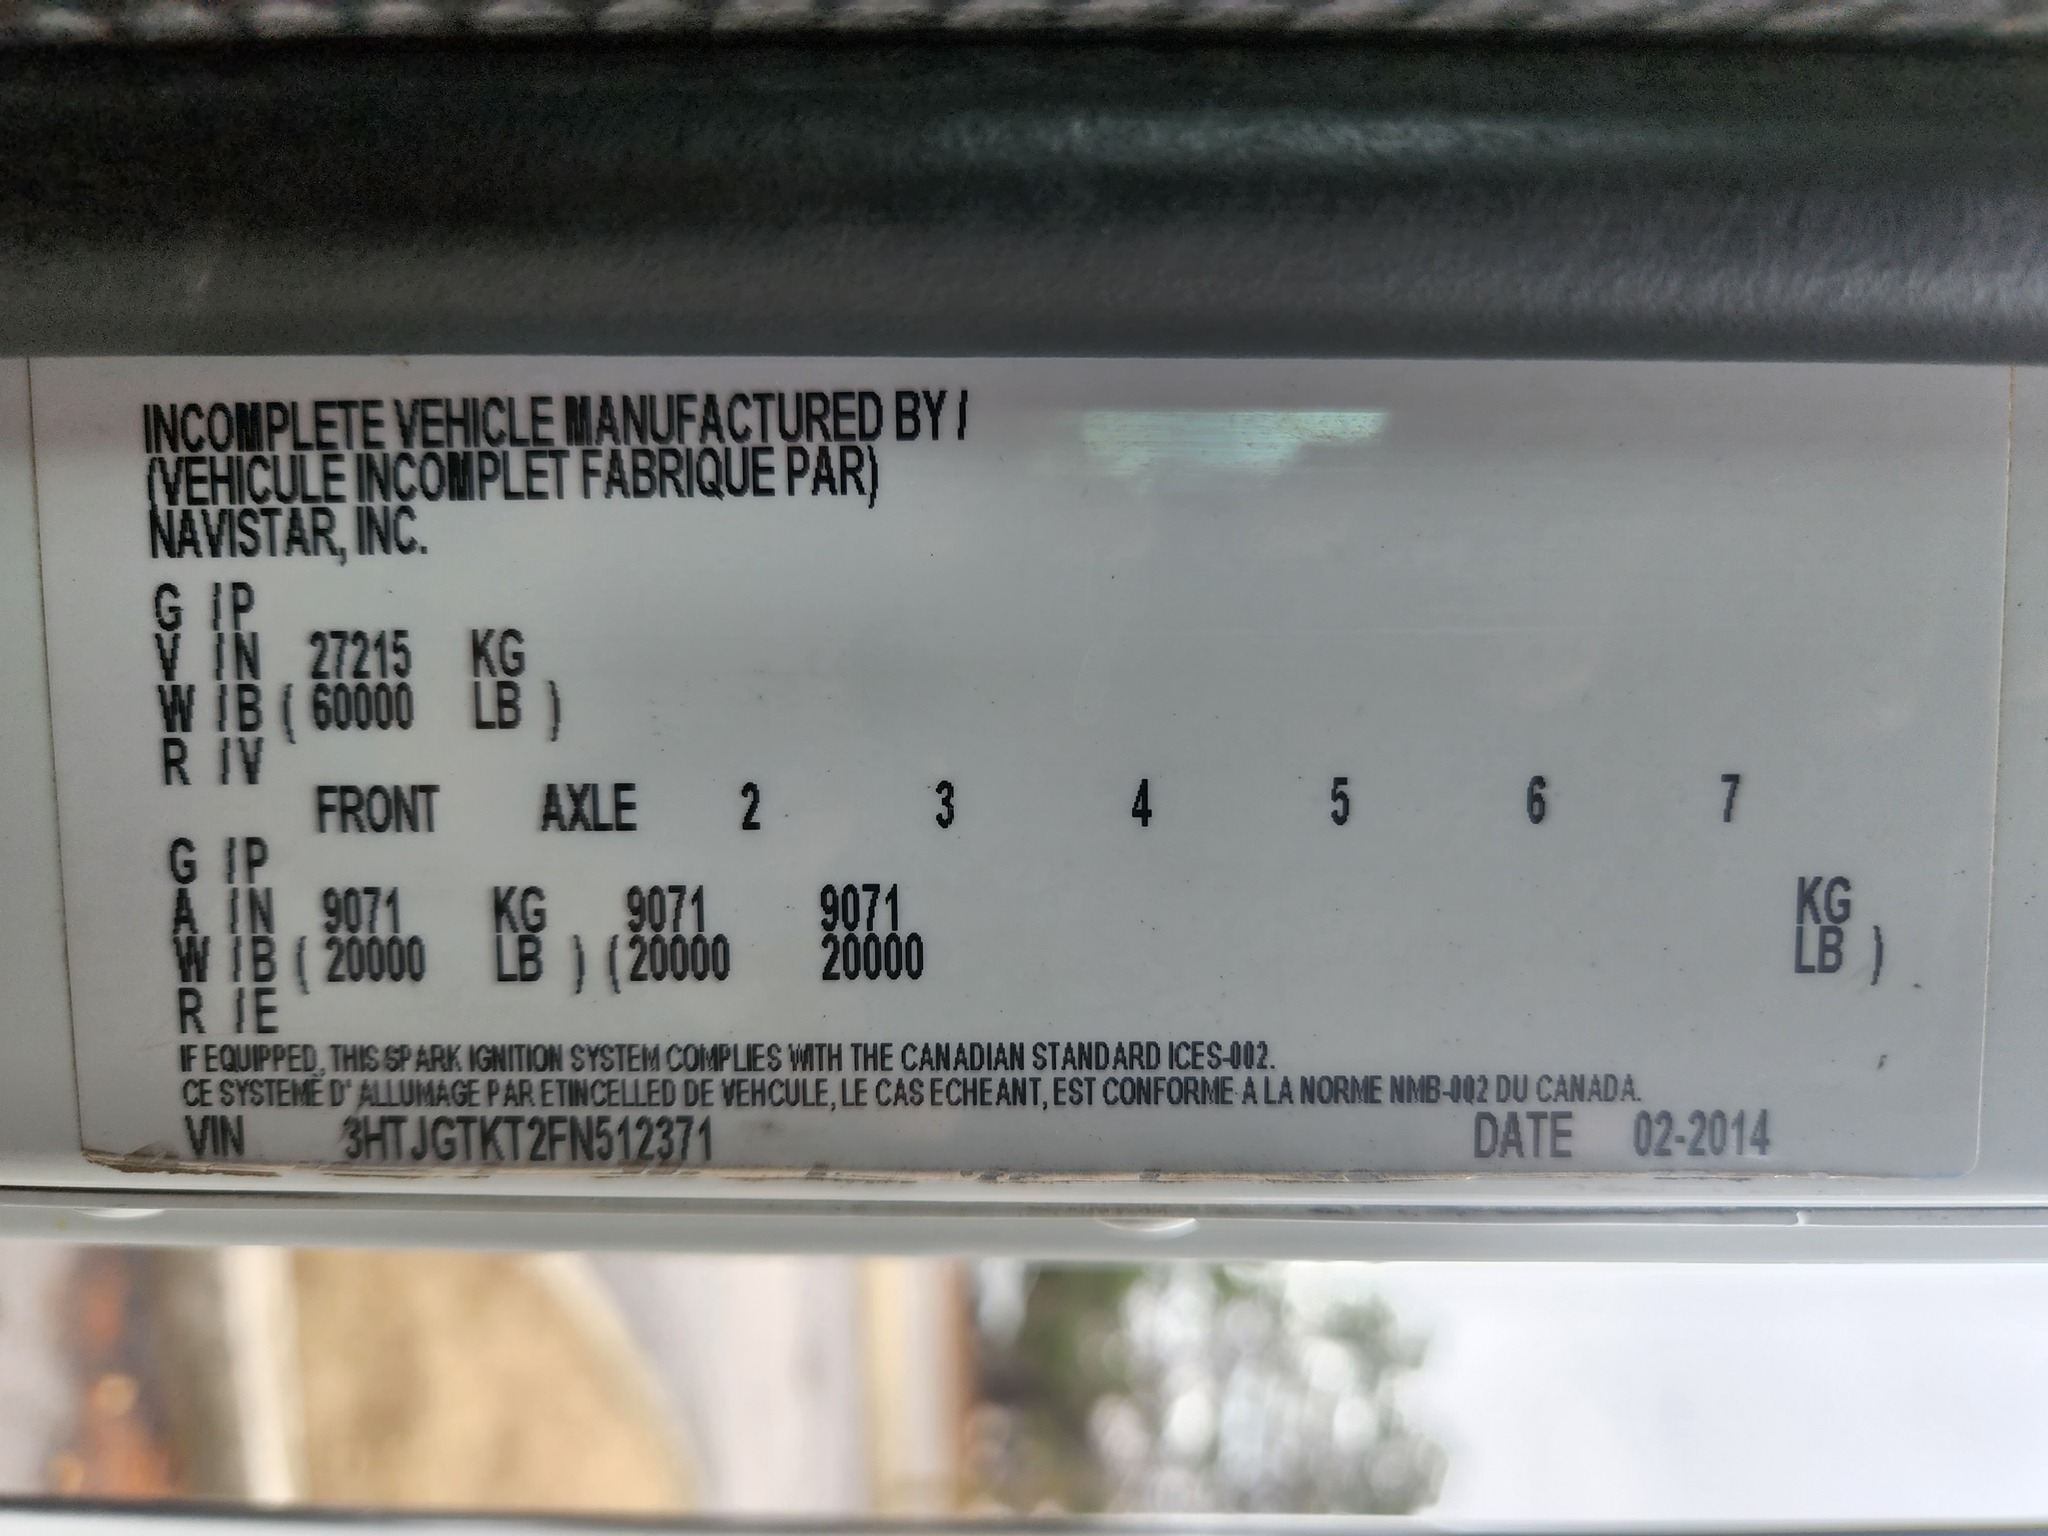 INCOMPLETE VEHICLE MANUFACTURED BY /
(VEHICULE INCOMPLET FABRIQUE PAR)
NAVISTAR, INC.
G /P
V /N 27215 KG
W /B ( 60000 LB )
R /V
FRONT AXLE 2 3 4 5 6 7
G /P
A /N 9071 KG 9071 9071 KG
W /B ( 20000 LB ) ( 20000 20000 LB )
R /E
IF EQUIPPED, THIS SPARK IGNITION SYSTEM COMPLIES WITH THE CANADIAN STANDARD ICES-002.
CE SYSTEME D' ALLUMAGE PAR ETINCELLED DE VEHCULE, LE CAS ECHEANT, EST CONFORME A LA NORME NMB-002 DU CANADA.
VIN 3HTJGTKT2FN512371 DATE 02-2014